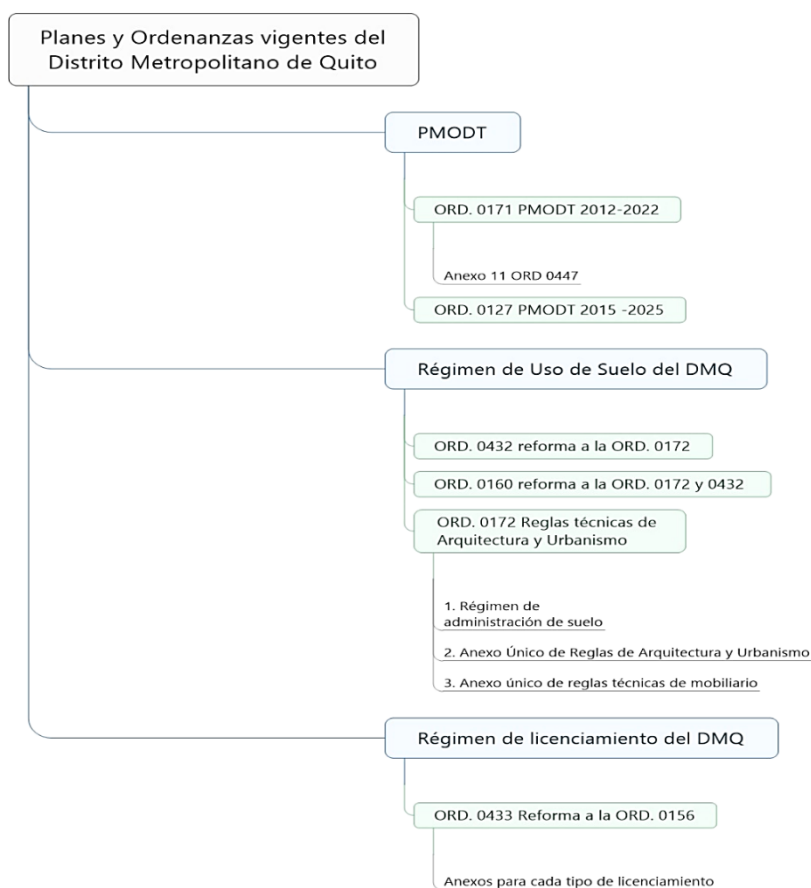 Planes y Ordenanzas vigentes del
Distrito Metropolitano de Quito
PMODT
ORD. 0171 PMODT 2012-2022
Anexo 11 ORD 0447
ORD. 0127 PMODT 2015 -2025
Régimen de Uso de Suelo del DMQ
ORD. 0432 reforma a la ORD. 0172
ORD. 0160 reforma a la ORD. 0172 y 0432
ORD. 0172 Reglas técnicas de
Arquitectura y Urbanismo
1. Régimen de
administración de suelo
2. Anexo Único de Reglas de Arquitectura y Urbanismo
3. Anexo único de reglas técnicas de mobiliario
Régimen de licenciamiento del DMQ
ORD. 0433 Reforma a la ORD. 0156
Anexos para cada tipo de licenciamiento